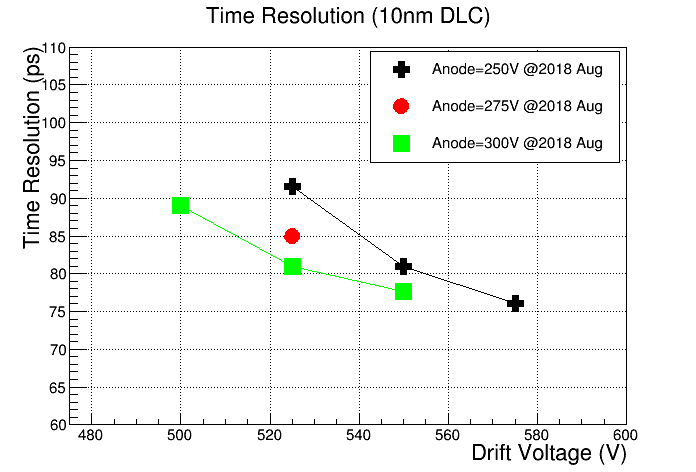 Time Resolution (10nm DLC)
Time Resolution (ps)
110
105
100
95
90
85
80
75
70
65
60
Anode=250V @2018 Aug
Anode=275V @2018 Aug
Anode=300V @2018 Aug
480 500 520 540 560 580 600
Drift Voltage (V)